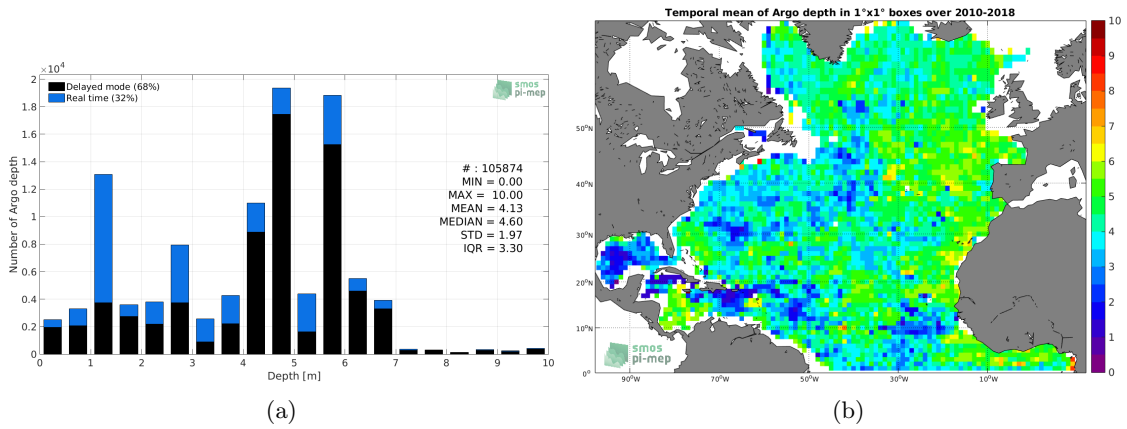 ×10⁴
2
1.8
1.6
1.4
1.2
1
0.8
0.6
0.4
0.2
0
Number of Argo depth
Delayed mode (68%)
Real time (32%)
smos
pi-mep
# : 105874
MIN = 0.00
MAX = 10.00
MEAN = 4.13
MEDIAN = 4.60
STD = 1.97
IQR = 3.30
0 1 2 3 4 5 6 7 8 9 10
Depth [m]
(a)
Temporal mean of Argo depth in 1°x1° boxes over 2010-2018
50°N
40°N
30°N
20°N
10°N
0°
90°W 70°W 50°W 30°W 10°W
smos
pi-mep
10
9
8
7
6
5
4
3
2
1
0
(b)